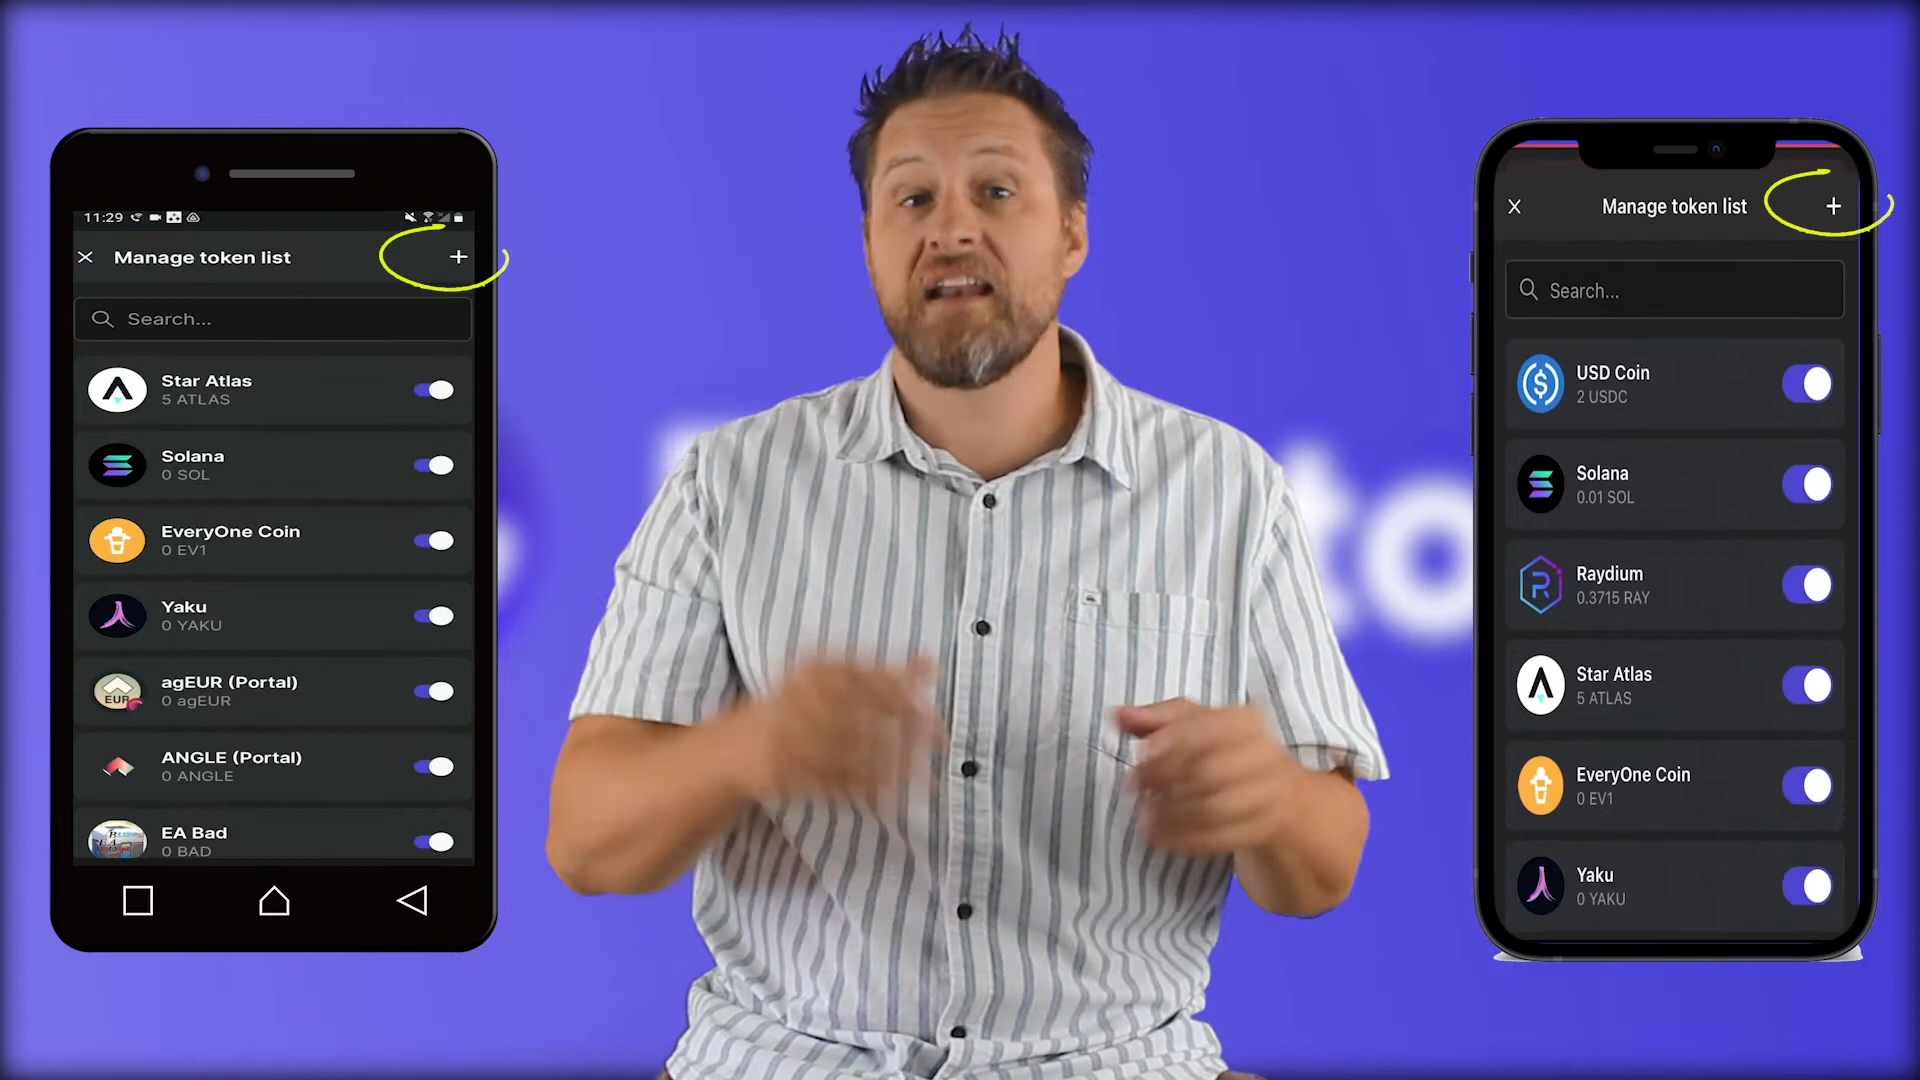 11:29
Manage token list
Search...
Star Atlas
5 ATLAS
Solana
0 SOL
EveryOne Coin
0 EV1
Yaku
0 YAKU
agEUR (Portal)
0 agEUR
EUR
ANGLE (Portal)
0 ANGLE
EA Bad
0 BAD
to
Manage token list
Search...
USD Coin
2 USDC
Solana
0.01 SOL
Raydium
0.3715 RAY
Star Atlas
5 ATLAS
EveryOne Coin
0 EV1
Yaku
0 YAKU